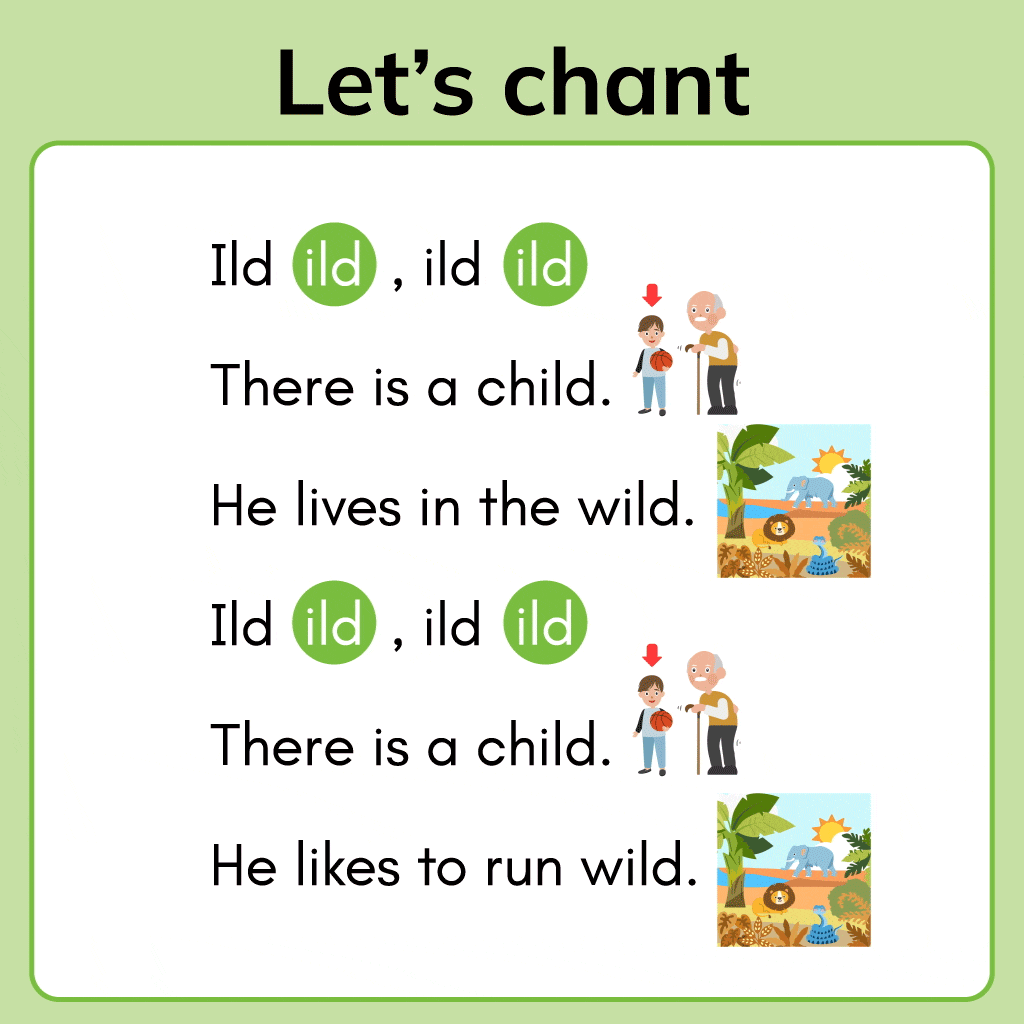 Let’s chant
Ild ild , ild ild
There is a child.
He lives in the wild.
Ild ild , ild ild
There is a child.
He likes to run wild.